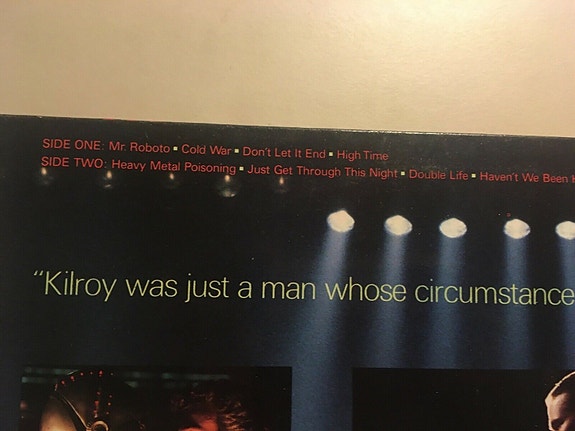 SIDE ONE: Mr. Roboto ▪ Cold War ▪ Don't Let It End ▪ High Time
SIDE TWO: Heavy Metal Poisoning ▪ Just Get Through This Night ▪ Double Life ▪ Haven't We Been
"Kilroy was just a man whose circumstance